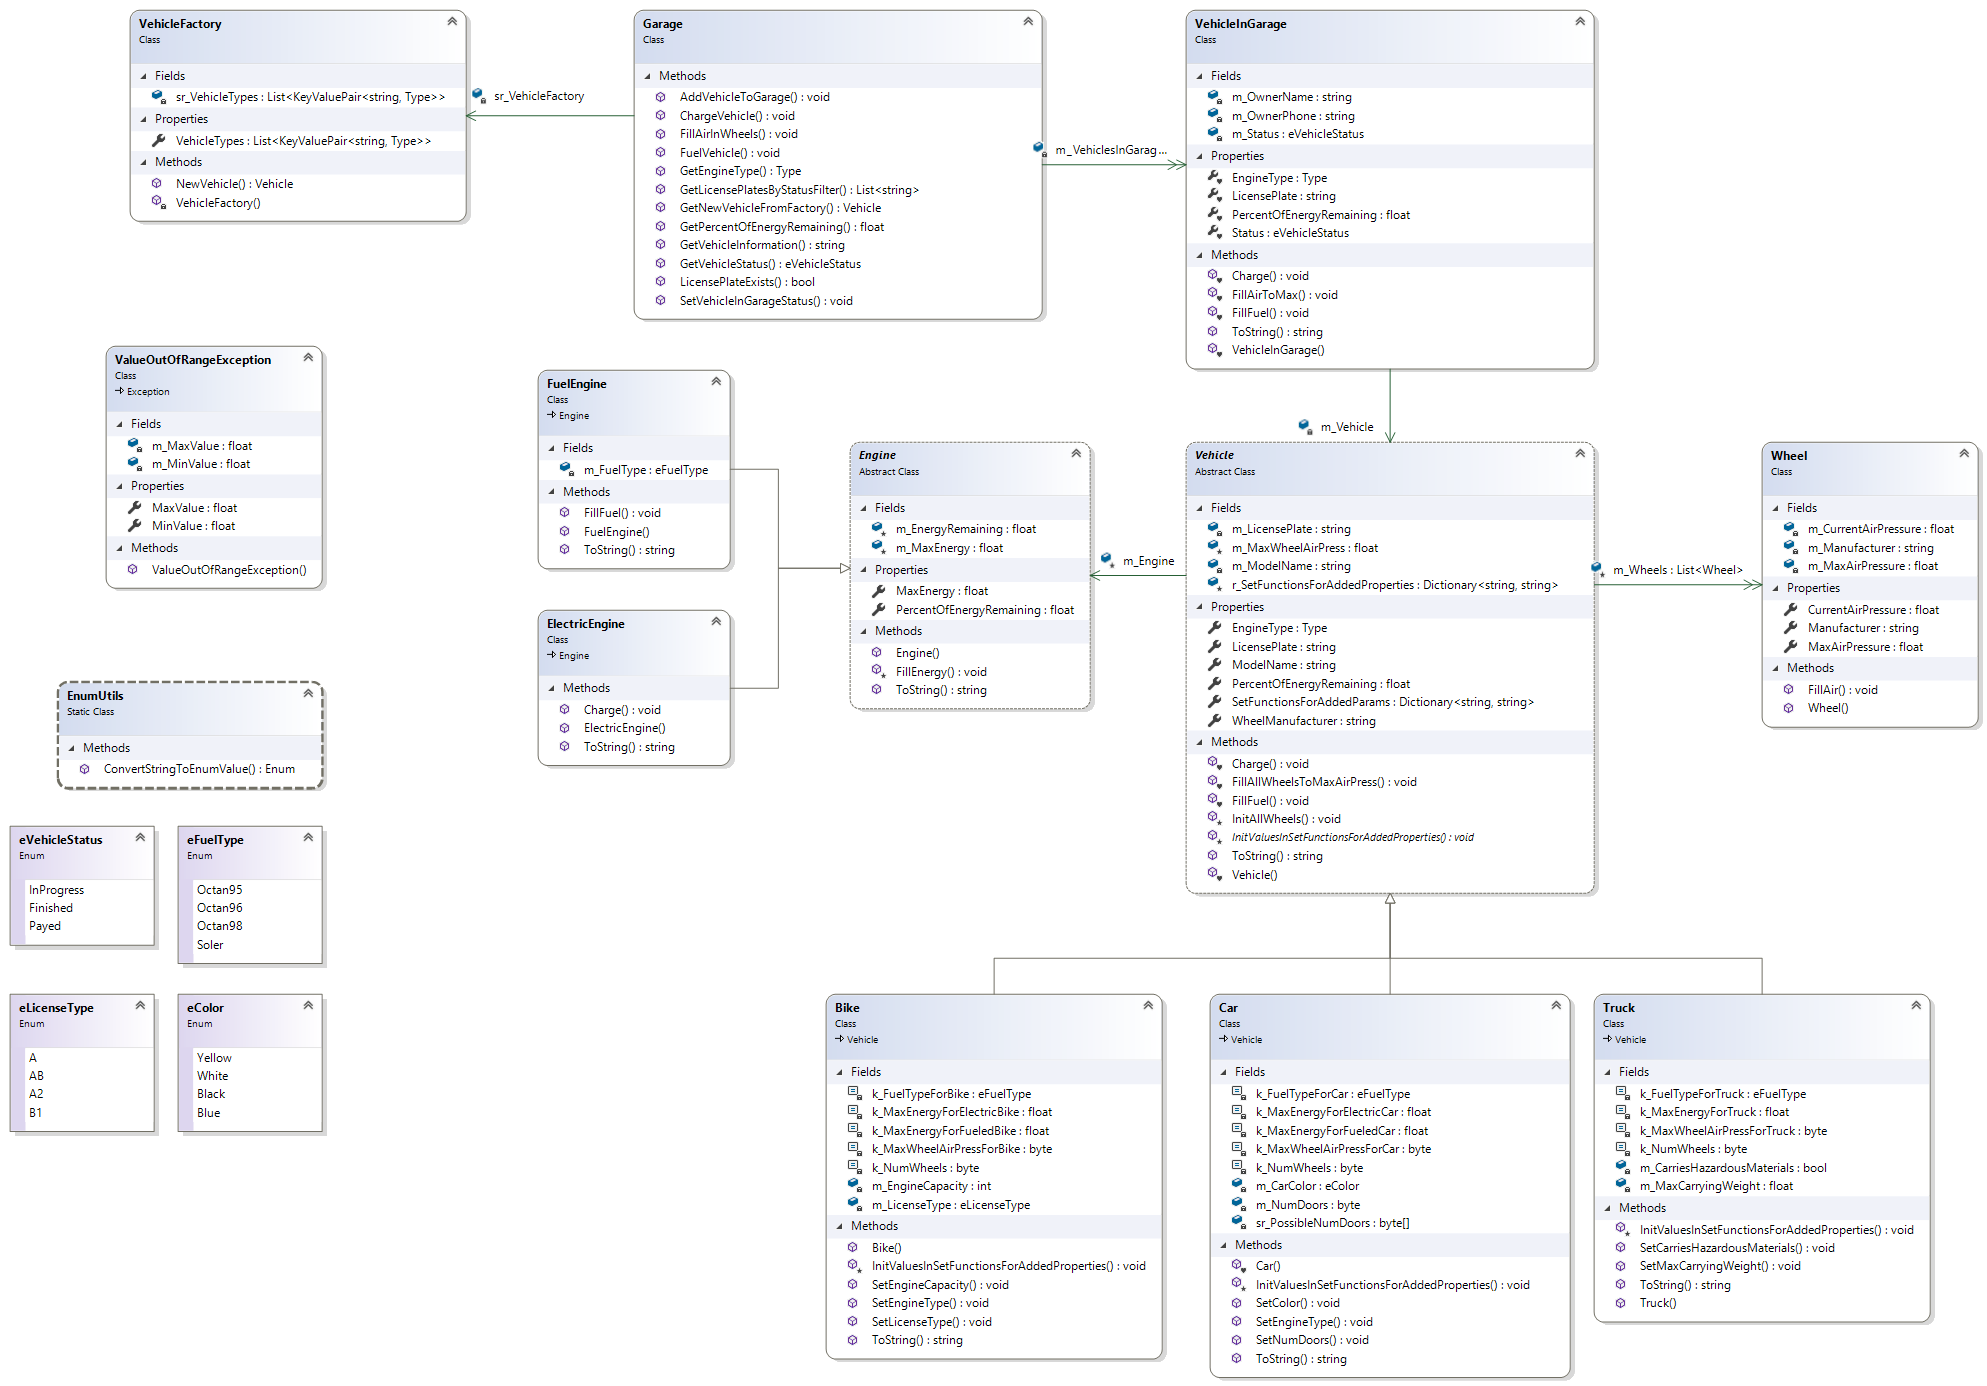 VehicleFactory
Class
Fields
sr_VehicleTypes : List<KeyValuePair<string, Type>>
Properties
VehicleTypes : List<KeyValuePair<string, Type>>
Methods
NewVehicle() : Vehicle
VehicleFactory()
sr_VehicleFactory
Garage
Class
Methods
AddVehicleToGarage() : void
ChargeVehicle() : void
FillAirInWheels() : void
FuelVehicle() : void
GetEngineType() : Type
GetLicensePlatesByStatusFilter() : List<string>
GetNewVehicleFromFactory() : Vehicle
GetPercentOfEnergyRemaining() : float
GetVehicleInformation() : string
GetVehicleStatus() : eVehicleStatus
LicensePlateExists() : bool
SetVehicleInGarageStatus() : void
m_VehiclesInGarag...
VehicleInGarage
Class
Fields
m_OwnerName : string
m_OwnerPhone : string
m_Status : eVehicleStatus
Properties
EngineType : Type
LicensePlate : string
PercentOfEnergyRemaining : float
Status : eVehicleStatus
Methods
Charge() : void
FillAirToMax() : void
FillFuel() : void
ToString() : string
VehicleInGarage()
m_Vehicle
ValueOutOfRangeException
Class
Exception
Fields
m_MaxValue : float
m_MinValue : float
Properties
MaxValue : float
MinValue : float
Methods
ValueOutOfRangeException()
FuelEngine
Class
Engine
Fields
m_FuelType : eFuelType
Methods
FillFuel() : void
FuelEngine()
ToString() : string
ElectricEngine
Class
Engine
Methods
Charge() : void
ElectricEngine()
ToString() : string
Engine
Abstract Class
Fields
m_EnergyRemaining : float
m_MaxEnergy : float
Properties
MaxEnergy : float
PercentOfEnergyRemaining : float
Methods
Engine()
FillEnergy() : void
ToString() : string
m_Engine
Vehicle
Abstract Class
Fields
m_LicensePlate : string
m_MaxWheelAirPress : float
m_ModelName : string
r_SetFunctionsForAddedProperties : Dictionary<string, string>
Properties
EngineType : Type
LicensePlate : string
ModelName : string
PercentOfEnergyRemaining : float
SetFunctionsForAddedParams : Dictionary<string, string>
WheelManufacturer : string
Methods
Charge() : void
FillAllWheelsToMaxAirPress() : void
FillFuel() : void
InitAllWheels() : void
InitValuesInSetFunctionsForAddedProperties() : void
ToString() : string
Vehicle()
m_Wheels : List<Wheel>
Wheel
Class
Fields
m_CurrentAirPressure : float
m_Manufacturer : string
m_MaxAirPressure : float
Properties
CurrentAirPressure : float
Manufacturer : string
MaxAirPressure : float
Methods
FillAir() : void
Wheel()
EnumUtils
Static Class
Methods
ConvertStringToEnumValue() : Enum
eVehicleStatus
Enum
InProgress
Finished
Payed
eFuelType
Enum
Octan95
Octan96
Octan98
Soler
eLicenseType
Enum
A
AB
A2
B1
eColor
Enum
Yellow
White
Black
Blue
Bike
Class
Vehicle
Fields
k_FuelTypeForBike : eFuelType
k_MaxEnergyForElectricBike : float
k_MaxEnergyForFueledBike : float
k_MaxWheelAirPressForBike : byte
k_NumWheels : byte
m_EngineCapacity : int
m_LicenseType : eLicenseType
Methods
Bike()
InitValuesInSetFunctionsForAddedProperties() : void
SetEngineCapacity() : void
SetEngineType() : void
SetLicenseType() : void
ToString() : string
Car
Class
Vehicle
Fields
k_FuelTypeForCar : eFuelType
k_MaxEnergyForElectricCar : float
k_MaxEnergyForFueledCar : float
k_MaxWheelAirPressForCar : byte
k_NumWheels : byte
m_CarColor : eColor
m_NumDoors : byte
sr_PossibleNumDoors : byte[]
Methods
Car()
InitValuesInSetFunctionsForAddedProperties() : void
SetColor() : void
SetEngineType() : void
SetNumDoors() : void
ToString() : string
Truck
Class
Vehicle
Fields
k_FuelTypeForTruck : eFuelType
k_MaxEnergyForTruck : float
k_MaxWheelAirPressForTruck : byte
k_NumWheels : byte
m_CarriesHazardousMaterials : bool
m_MaxCarryingWeight : float
Methods
InitValuesInSetFunctionsForAddedProperties() : void
SetCarriesHazardousMaterials() : void
SetMaxCarryingWeight() : void
ToString() : string
Truck()